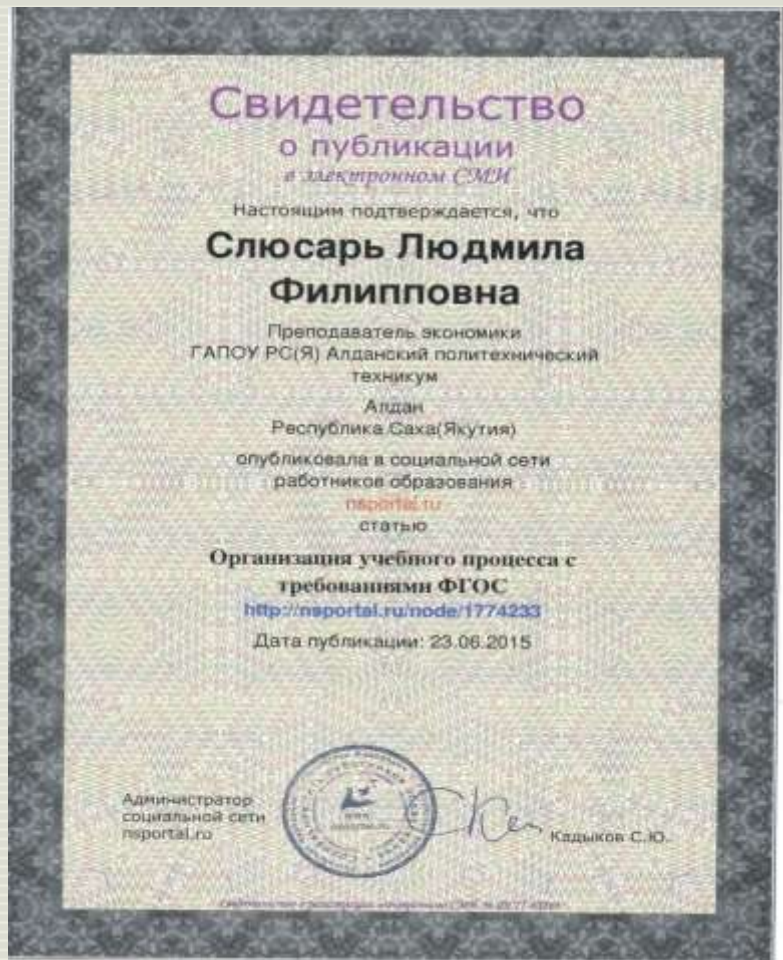 Свидетельство
о публикации
в электронном СМИ
Настоящим подтверждается, что
Слюсарь Людмила
Филипповна
Преподаватель экономики
ГАПОУ РС(Я) Алданский политехнический
техникум
Алдан
Республика Саха(Якутия)
опубликовала в социальной сети
работников образования
nsportal.ru
статью
Организация учебного процесса с
требованиями ФГОС
http://nsportal.ru/node/1774233
Дата публикации: 23.06.2015
Администратор
социальной сети
nsportal.ru
Кадыков С.Ю.